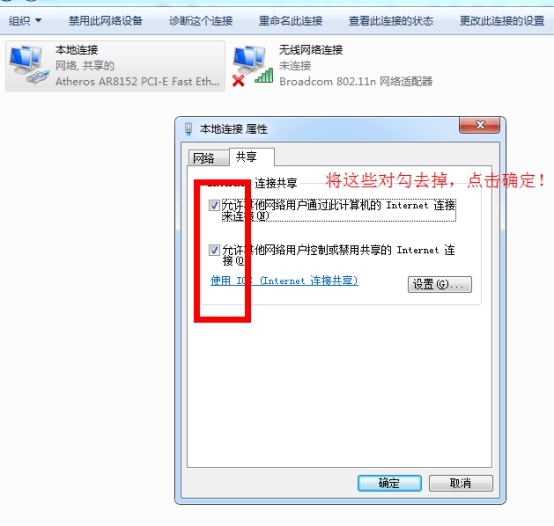 组织 禁用此网络设备 诊断这个连接 重命名此连接 查看此连接的状态 更改此连接的设置
本地连接
网络, 共享的
Atheros AR8152 PCI-E Fast Eth...
无线网络连接
未连接
Broadcom 802.11n 网络适配器
本地连接 属性
网络 共享
连接共享
将这些对勾去掉，点击确定！
允许其他网络用户通过此计算机的 Internet 连接
来连接(N)
允许其他网络用户控制或禁用共享的 Internet 连
接(O)
使用 ICS (Internet 连接共享)
设置(G)...
确定 取消